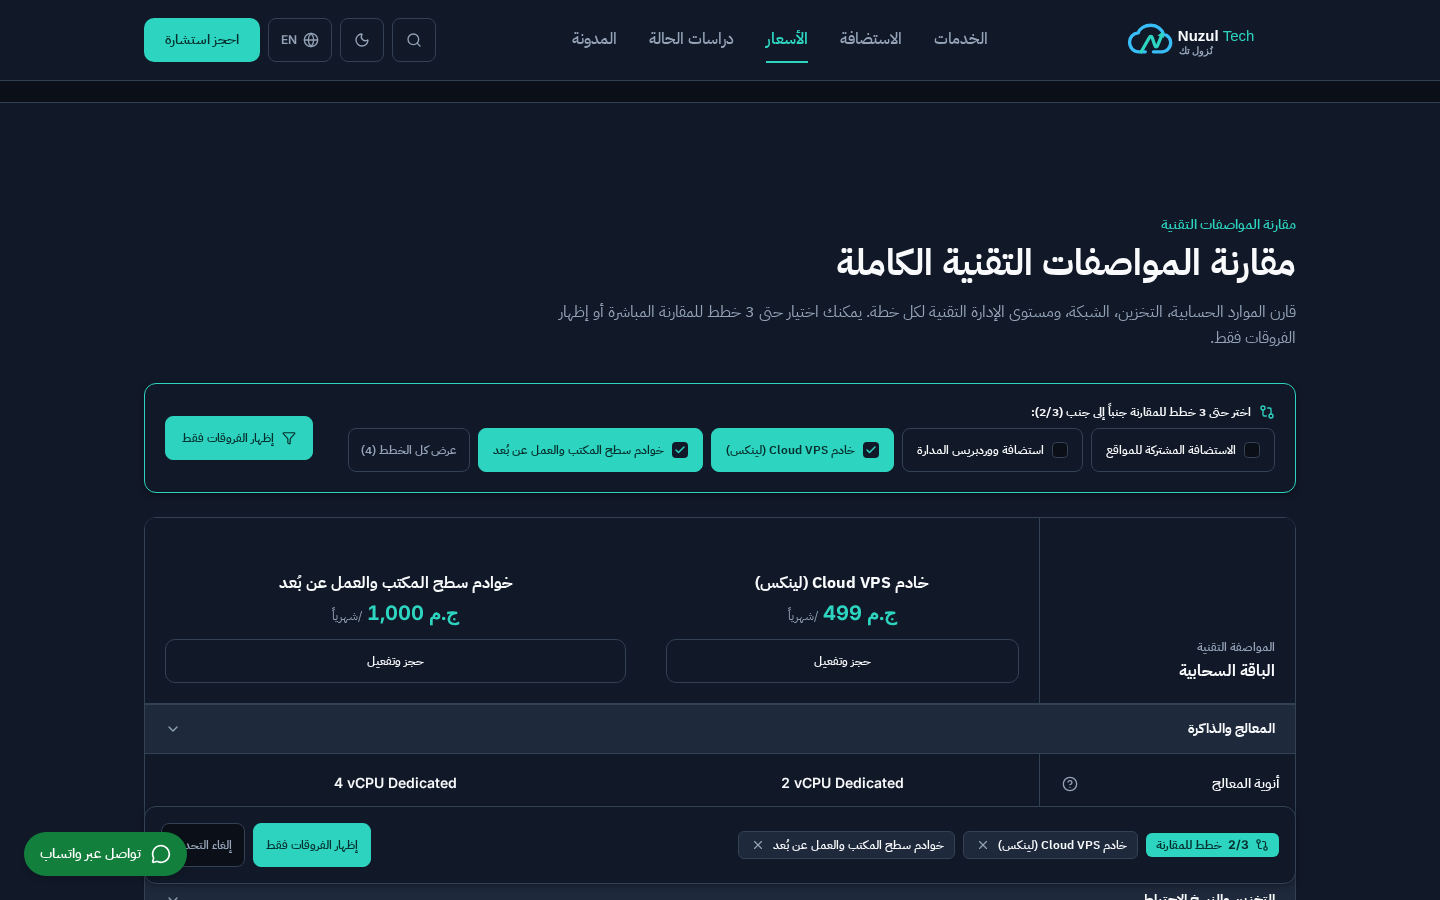 Nuzul Tech
نُزول تك
الخدمات
الاستضافة
الأسعار
دراسات الحالة
المدونة
EN
احجز استشارة
مقارنة المواصفات التقنية
مقارنة المواصفات التقنية الكاملة
قارن الموارد الحسابية، التخزين، الشبكة، ومستوى الإدارة التقنية لكل خطة. يمكنك اختيار حتى 3 خطط للمقارنة المباشرة أو إظهار
الفروقات فقط.
اختر حتى 3 خطط للمقارنة جنباً إلى جنب (2/3):
الاستضافة المشتركة للمواقع
استضافة ووردبريس المدارة
خادم Cloud VPS (لينكس)
خوادم سطح المكتب والعمل عن بُعد
عرض كل الخطط (4)
إظهار الفروقات فقط
المواصفة التقنية
الباقة السحابية
خادم Cloud VPS (لينكس)
ج.م 499 /شهرياً
حجز وتفعيل
خوادم سطح المكتب والعمل عن بُعد
ج.م 1,000 /شهرياً
حجز وتفعيل
المعالج والذاكرة
أنوية المعالج
2 vCPU Dedicated
4 vCPU Dedicated
2/3 خطط للمقارنة
خادم Cloud VPS (لينكس)
خوادم سطح المكتب والعمل عن بُعد
إظهار الفروقات فقط
إلغاء
تواصل عبر واتساب